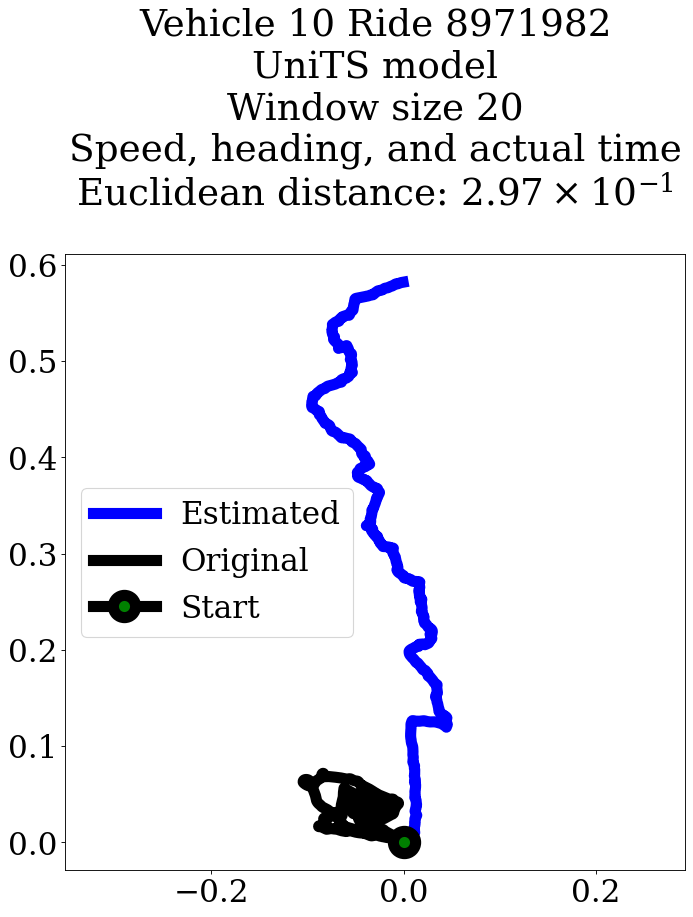 Vehicle 10 Ride 8971982
UniTS model
Window size 20
Speed, heading, and actual time
Euclidean distance: 2.97 × 10⁻¹
0.6
0.5
0.4
0.3
0.2
0.1
0.0
Estimated
Original
Start
−0.2
0.0
0.2